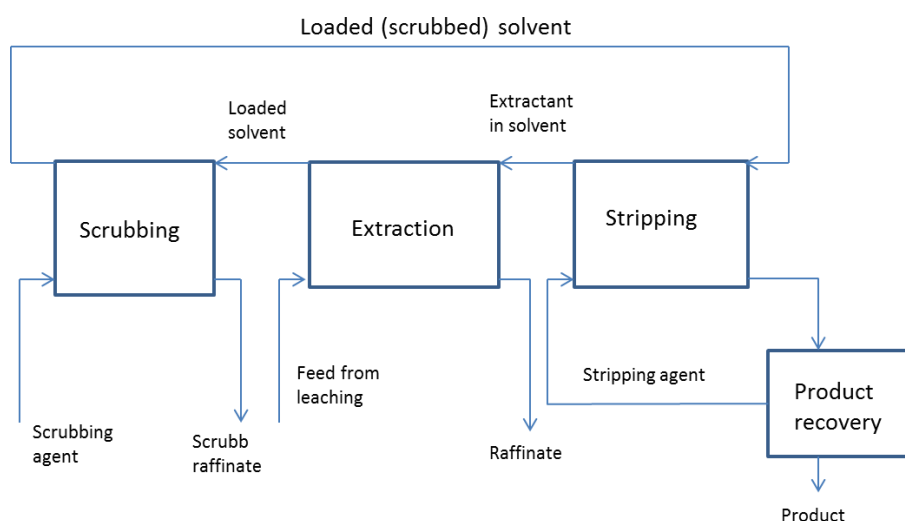 Loaded (scrubbed) solvent
Loaded
solvent
Extractant
in solvent
Scrubbing
Extraction
Stripping
Feed from
leaching
Stripping agent
Product
recovery
Scrubbing
agent
Scrubb
raffinate
Raffinate
Product